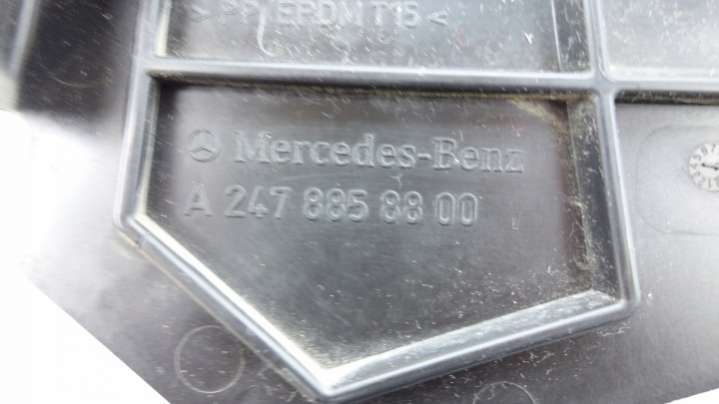 >PP/EPDM T15<
Mercedes-Benz
A 247 885 88 00